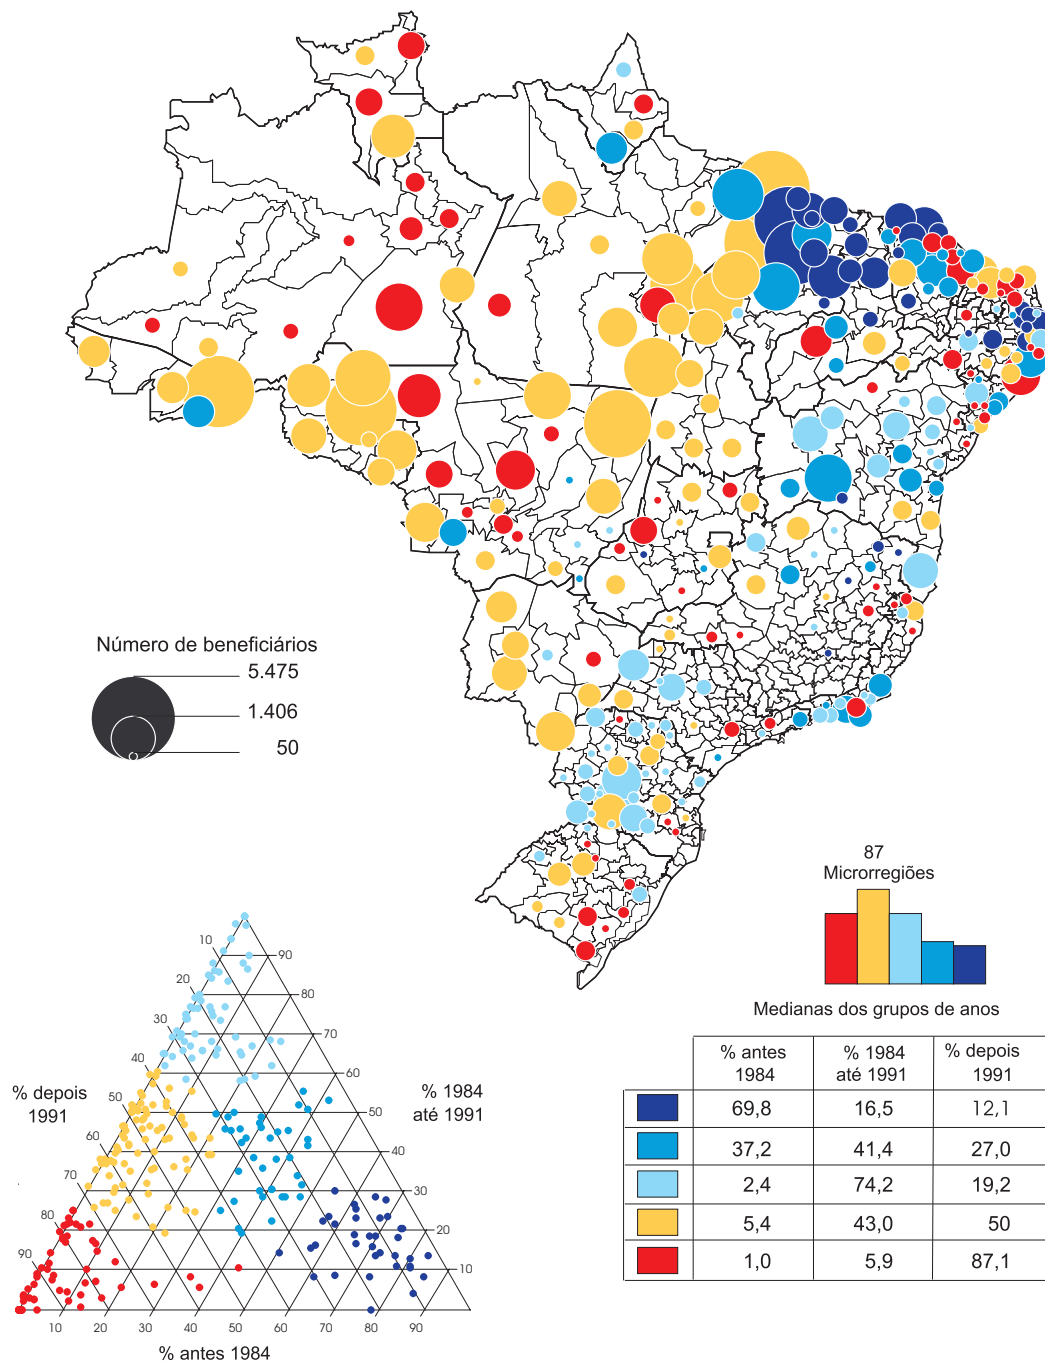 Número de beneficiários
5.475
1.406
50
87
Microrregiões
Medianas dos grupos de anos
% antes 1984
% 1984 até 1991
% depois 1991
69,8 16,5 12,1
37,2 41,4 27,0
2,4 74,2 19,2
5,4 43,0 50
1,0 5,9 87,1
% depois
1991
% 1984
até 1991
10
20
30
40
50
60
70
80
90
90
80
70
60
50
40
30
20
10
10 20 30 40 50 60 70 80 90
% antes 1984